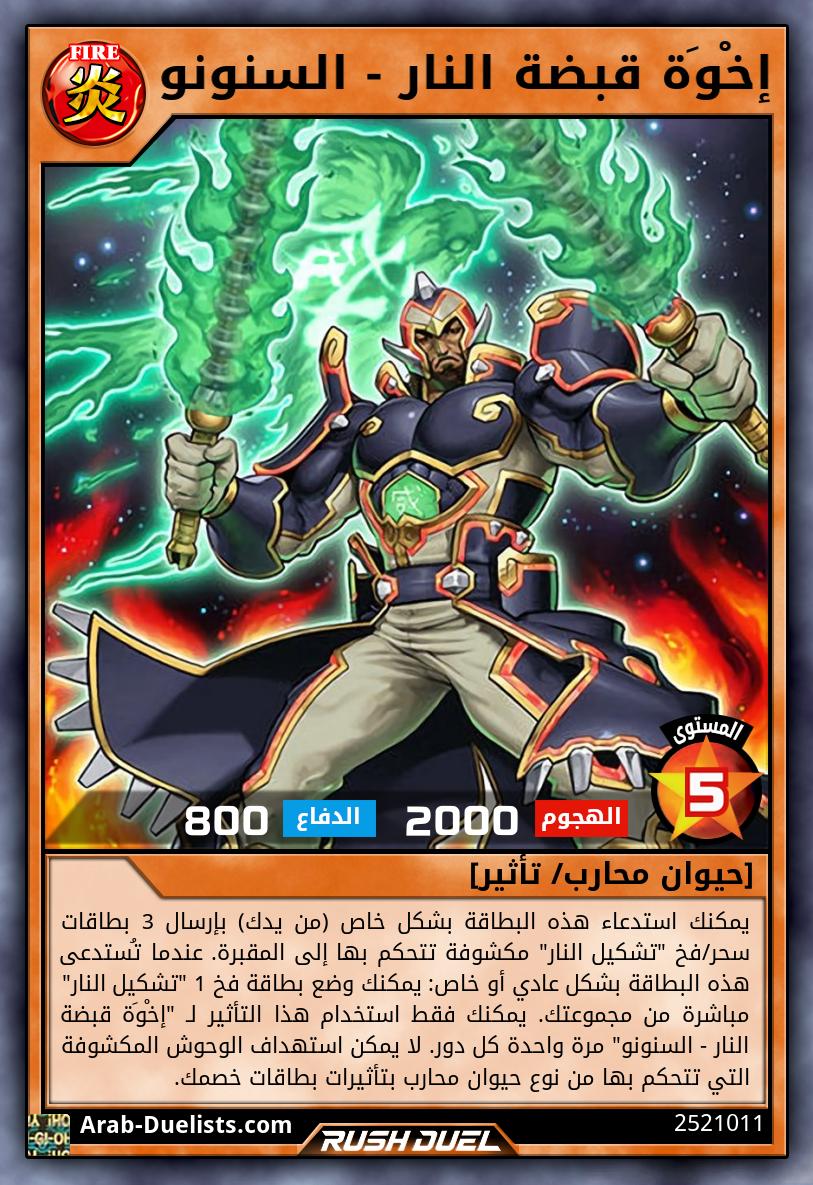 إخْوَة قبضة النار - السنونو
FIRE
炎
المستوى
5
الهجوم 2000 الدفاع 800
[حيوان محارب/ تأثير]
يمكنك استدعاء هذه البطاقة بشكل خاص (من يدك) بإرسال 3 بطاقات
سحر/فخ "تشكيل النار" مكشوفة تتحكم بها إلى المقبرة. عندما تُستدعى
هذه البطاقة بشكل عادي أو خاص: يمكنك وضع بطاقة فخ 1 "تشكيل النار"
مباشرة من مجموعتك. يمكنك فقط استخدام هذا التأثير لـ "إخْوَة قبضة
النار - السنونو" مرة واحدة كل دور. لا يمكن استهداف الوحوش المكشوفة
التي تتحكم بها من نوع حيوان محارب بتأثيرات بطاقات خصمك.
Arab-Duelists.com
RUSH DUEL
2521011